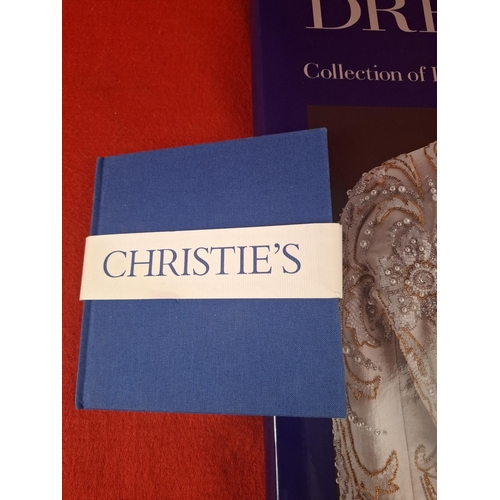 DRE
Collection of
CHRISTIE'S